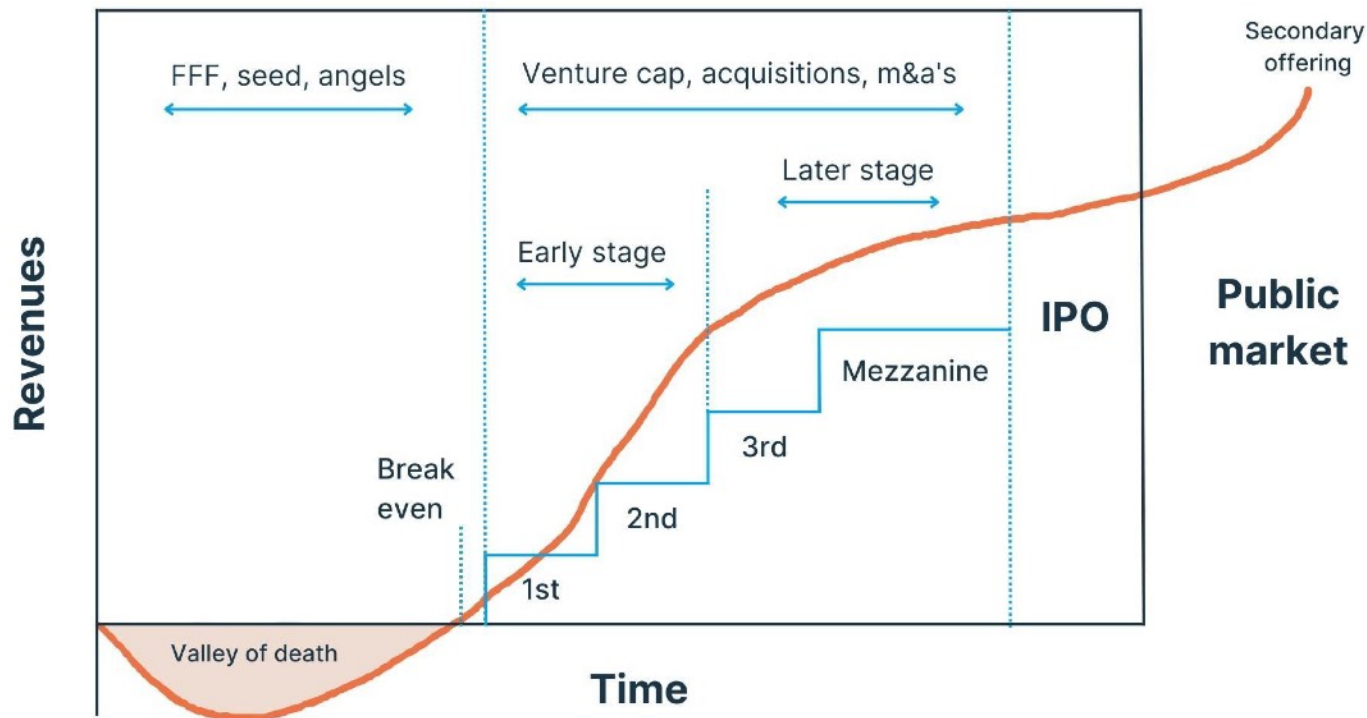 Secondary
offering
FFF, seed, angels
Venture cap, acquisitions, m&a's
Later stage
Early stage
Revenues
IPO
Public
market
Mezzanine
3rd
Break
even
2nd
1st
Valley of death
Time